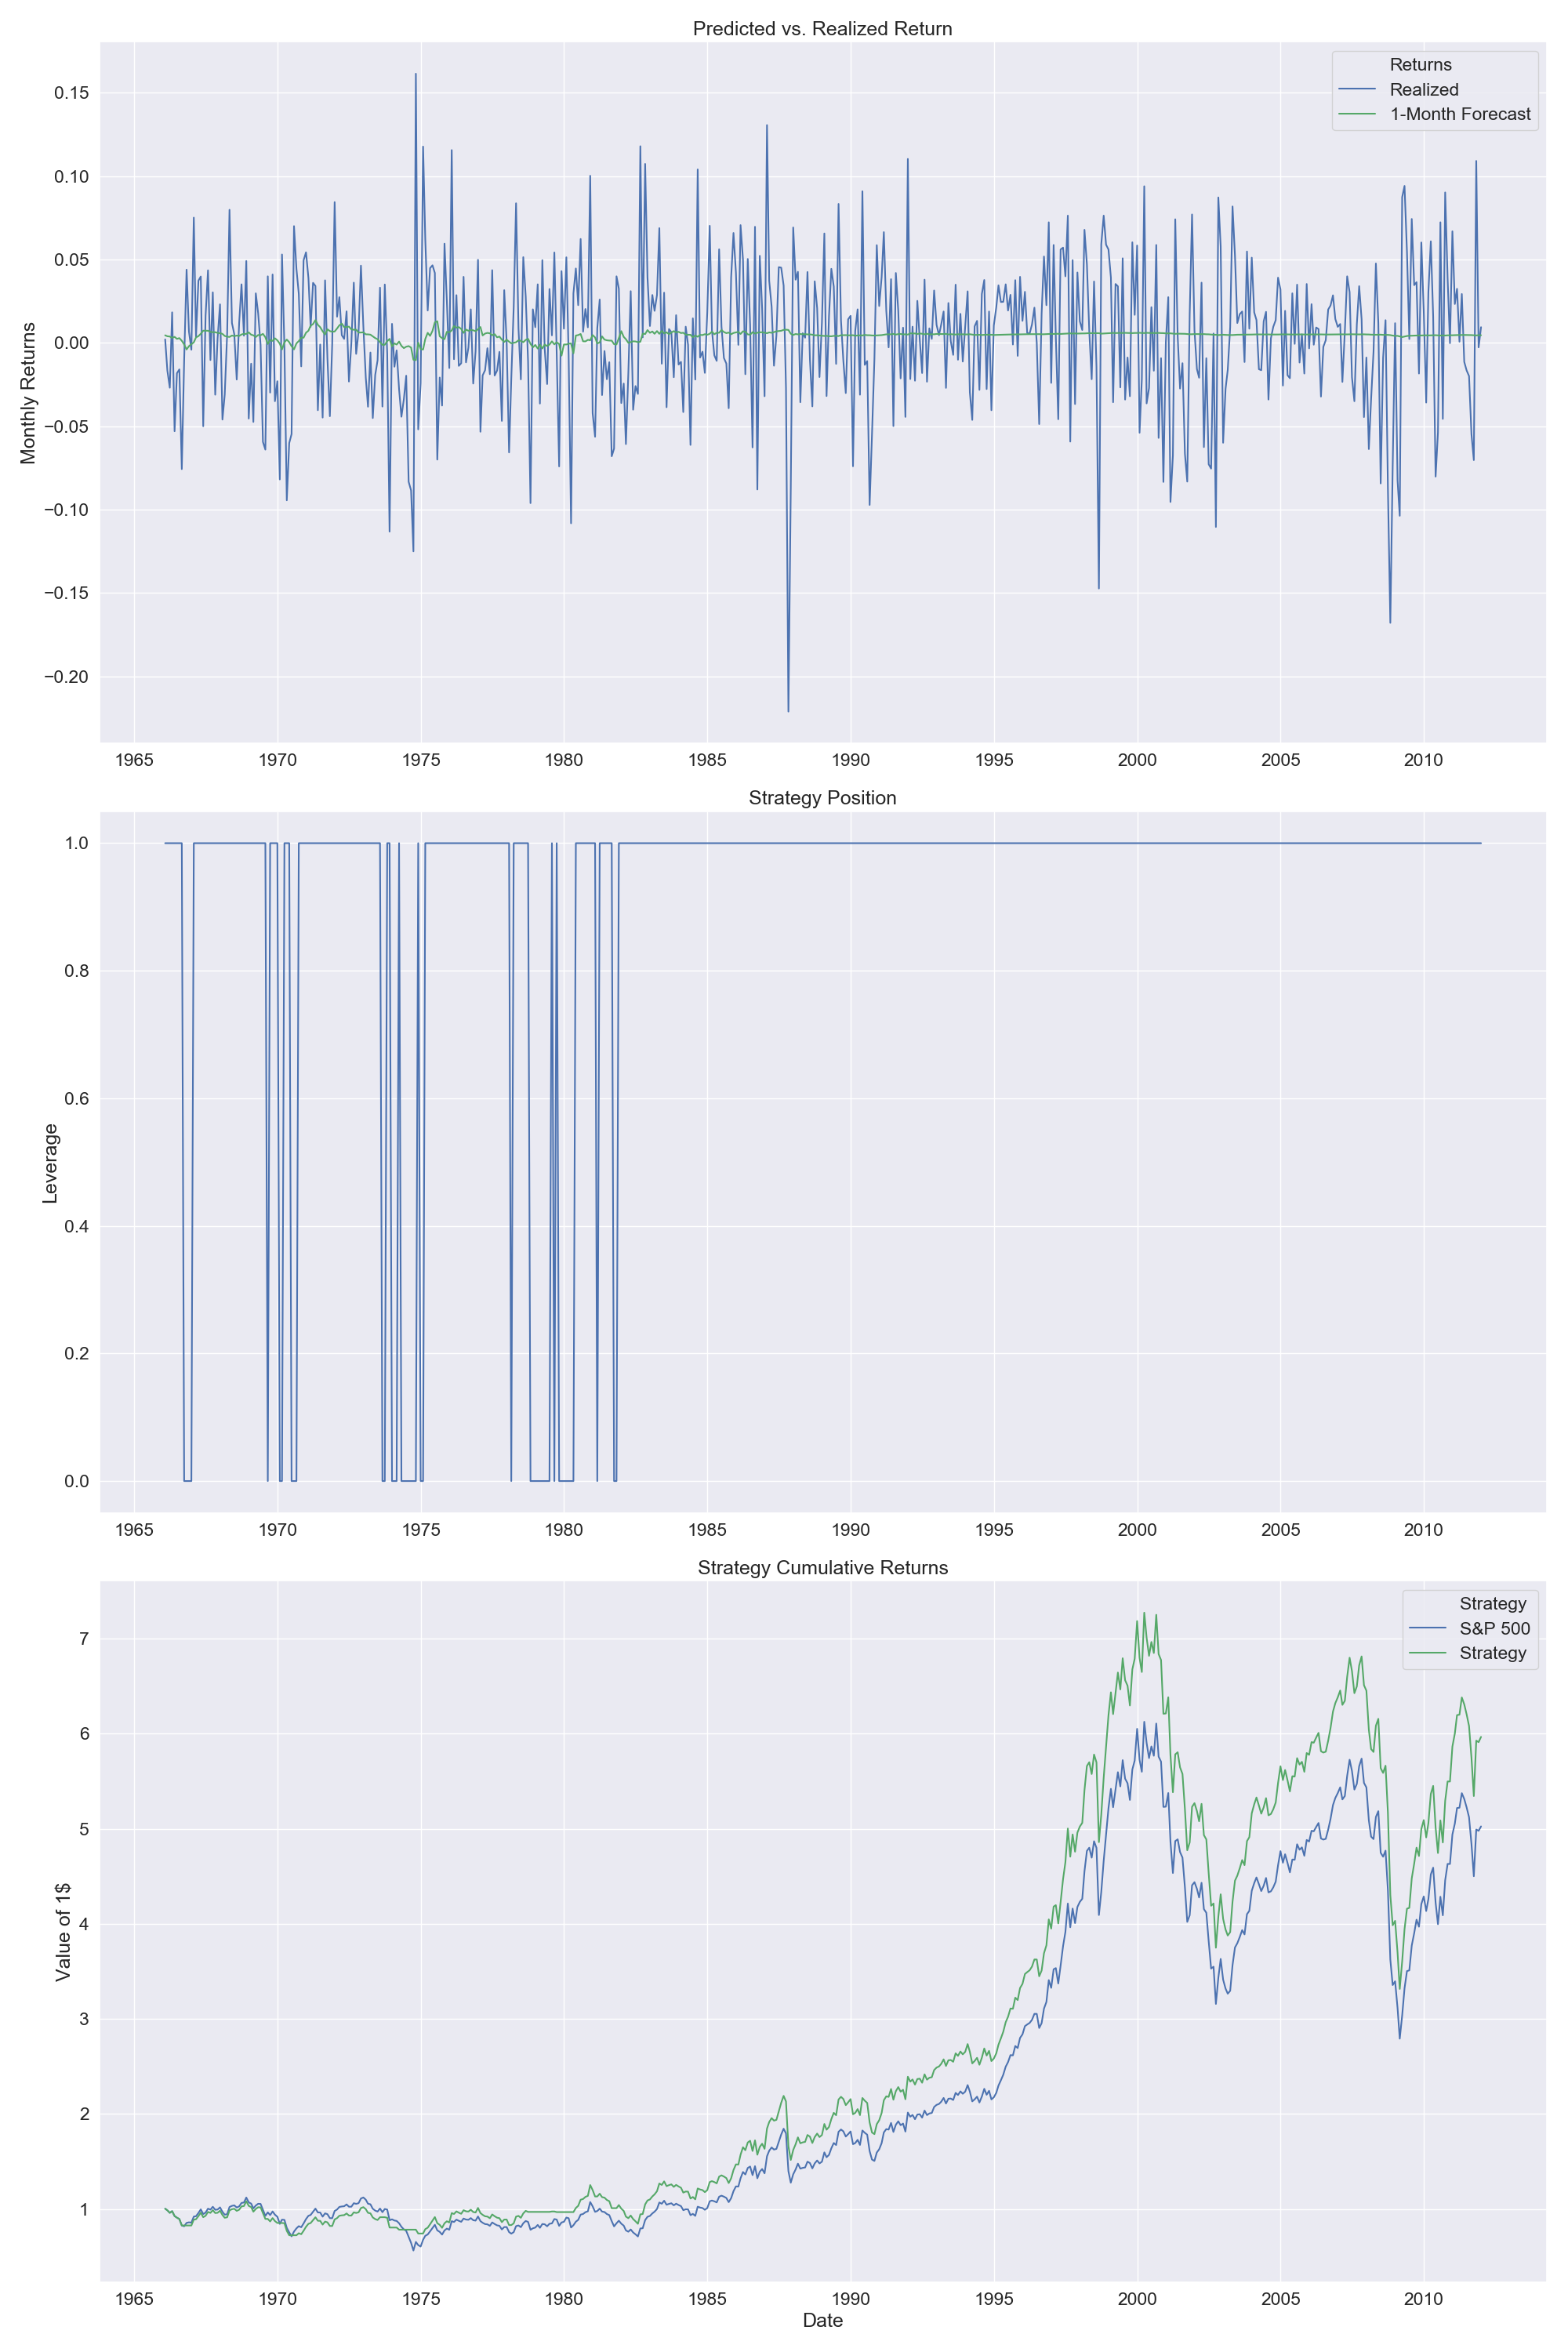 Predicted vs. Realized Return
Returns
Realized
1-Month Forecast
Monthly Returns
0.15
0.10
0.05
0.00
−0.05
−0.10
−0.15
−0.20
1965 1970 1975 1980 1985 1990 1995 2000 2005 2010
Strategy Position
Leverage
1.0
0.8
0.6
0.4
0.2
0.0
1965 1970 1975 1980 1985 1990 1995 2000 2005 2010
Strategy Cumulative Returns
Strategy
S&P 500
Strategy
Value of 1$
7
6
5
4
3
2
1
1965 1970 1975 1980 1985 1990 1995 2000 2005 2010
Date